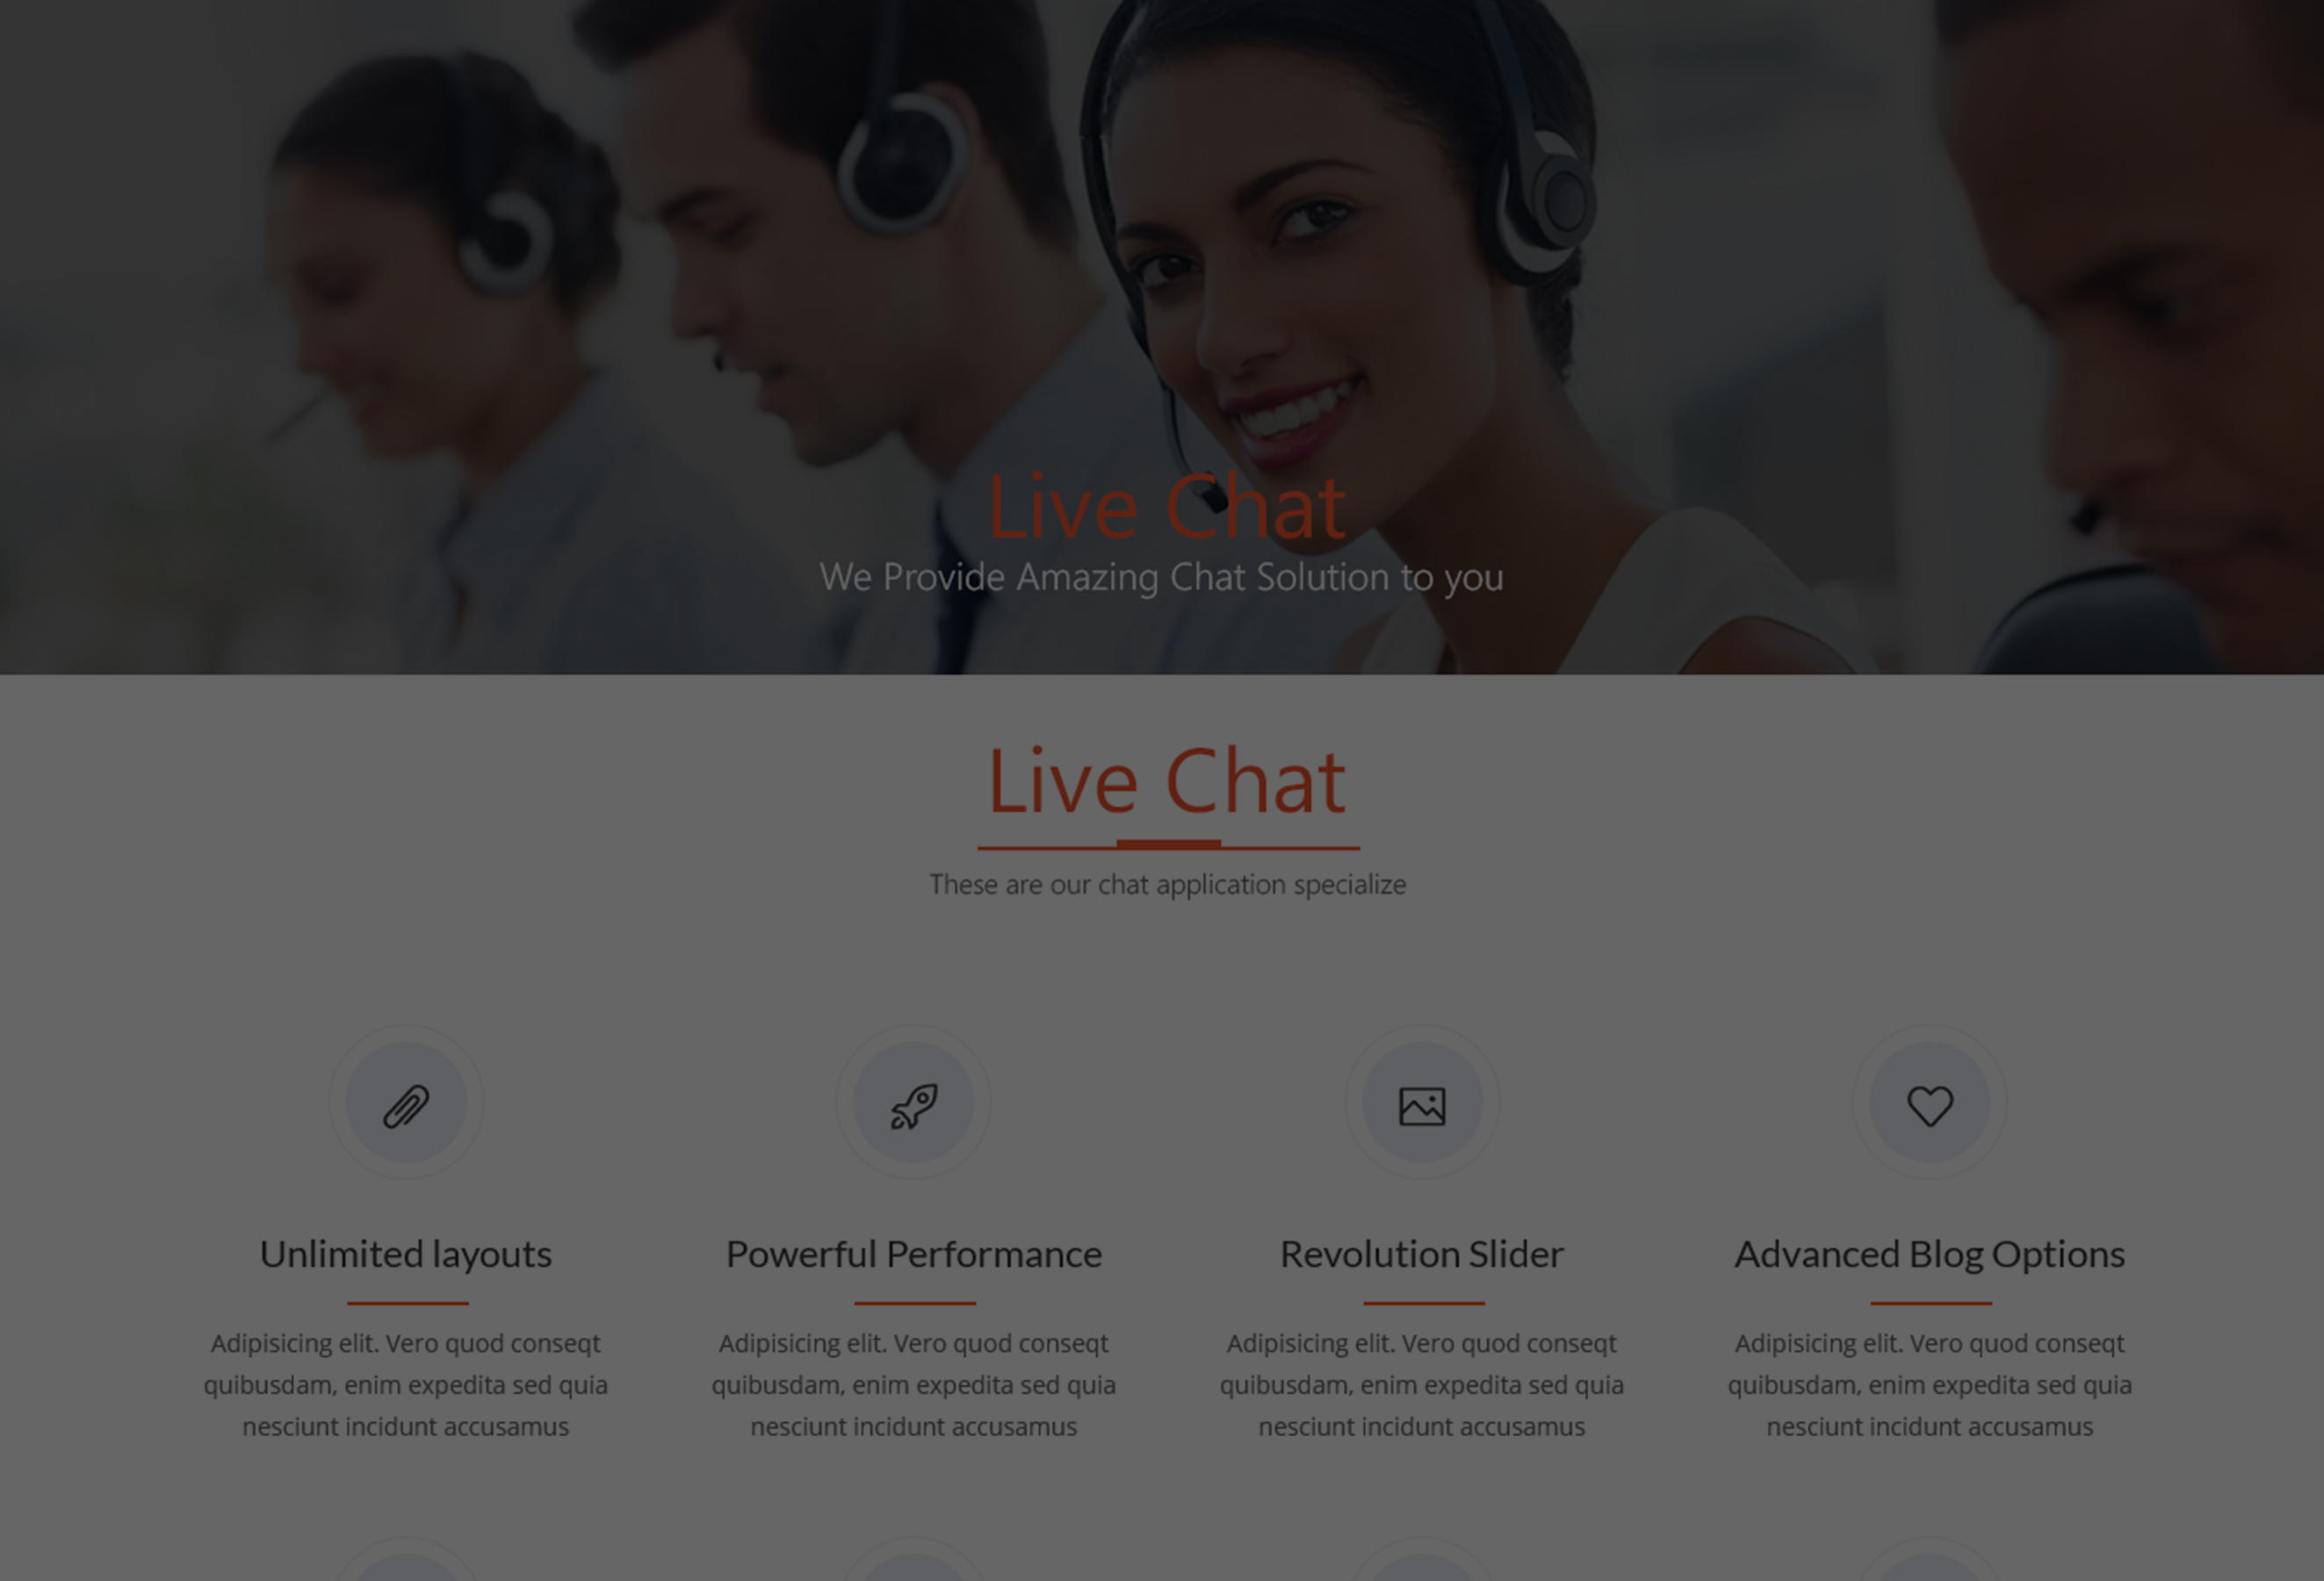 Live Chat
We Provide Amazing Chat Solution to you
Live Chat
These are our chat application specialize
Unlimited layouts
Adipisicing elit. Vero quod conseqt
quibusdam, enim expedita sed quia
nesciunt incidunt accusamus
Powerful Performance
Adipisicing elit. Vero quod conseqt
quibusdam, enim expedita sed quia
nesciunt incidunt accusamus
Revolution Slider
Adipisicing elit. Vero quod conseqt
quibusdam, enim expedita sed quia
nesciunt incidunt accusamus
Advanced Blog Options
Adipisicing elit. Vero quod conseqt
quibusdam, enim expedita sed quia
nesciunt incidunt accusamus